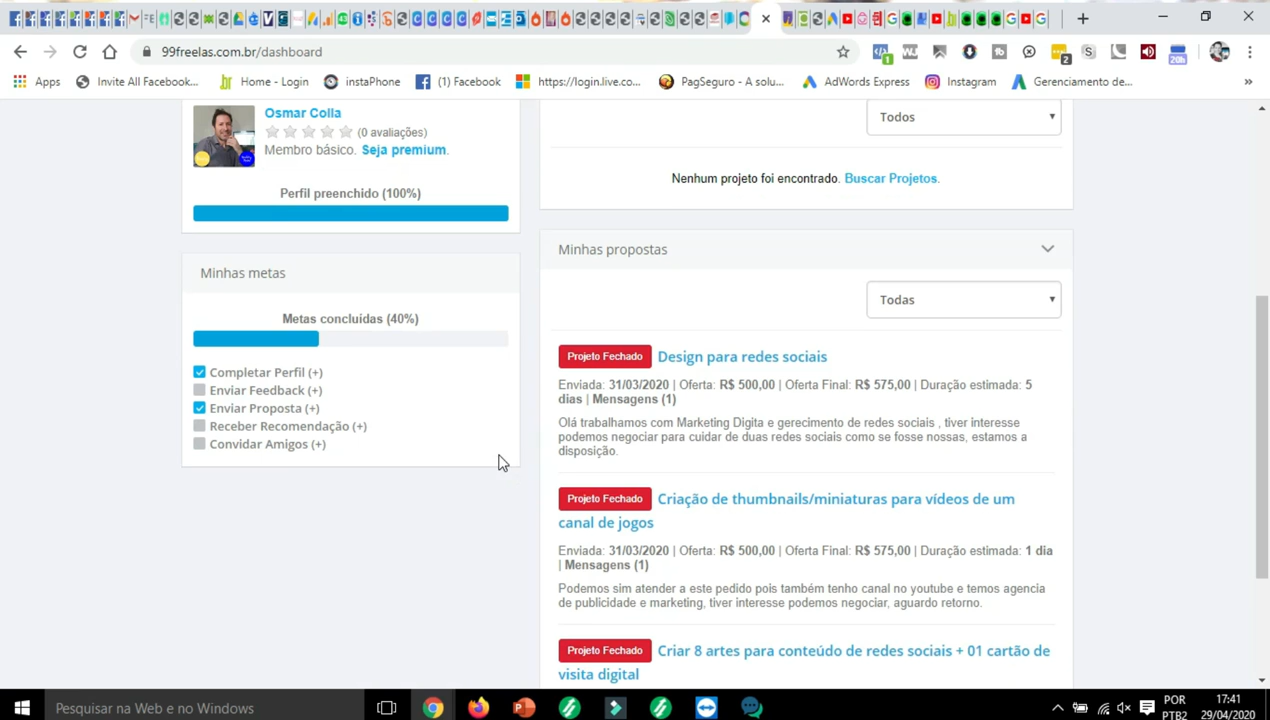 99freelas.com.br/dashboard
Apps
Invite All Facebook...
Home - Login
instaPhone
(1) Facebook
https://login.live.co...
PagSeguro - A solu...
AdWords Express
Instagram
Gerenciamento de...
»
Osmar Colla
(0 avaliações)
Membro básico. Seja premium.
Perfil preenchido (100%)
Todos
Nenhum projeto foi encontrado. Buscar Projetos.
Minhas metas
Metas concluídas (40%)
Completar Perfil (+)
Enviar Feedback (+)
Enviar Proposta (+)
Receber Recomendação (+)
Convidar Amigos (+)
Minhas propostas
Todas
Projeto Fechado Design para redes sociais
Enviada: 31/03/2020 | Oferta: R$ 500,00 | Oferta Final: R$ 575,00 | Duração estimada: 5
dias | Mensagens (1)
Olá trabalhamos com Marketing Digita e gerecimento de redes sociais , tiver interesse
podemos negociar para cuidar de duas redes sociais como se fosse nossas, estamos a
disposição.
Projeto Fechado Criação de thumbnails/miniaturas para vídeos de um
canal de jogos
Enviada: 31/03/2020 | Oferta: R$ 500,00 | Oferta Final: R$ 575,00 | Duração estimada: 1 dia
| Mensagens (1)
Podemos sim atender a este pedido pois também tenho canal no youtube e temos agencia
de publicidade e marketing, tiver interesse podemos negociar, aguardo retorno.
Projeto Fechado Criar 8 artes para conteúdo de redes sociais + 01 cartão de
visita digital
Pesquisar na Web e no Windows
POR
PTB2
17:41
29/04/2020